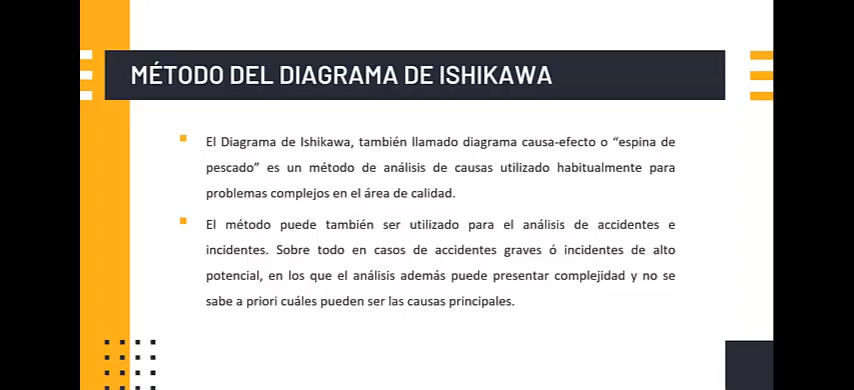 MÉTODO DEL DIAGRAMA DE ISHIKAWA
El Diagrama de Ishikawa, también llamado diagrama causa-efecto o “espina de
pescado” es un método de análisis de causas utilizado habitualmente para
problemas complejos en el área de calidad.
El método puede también ser utilizado para el análisis de accidentes e
incidentes. Sobre todo en casos de accidentes graves ó incidentes de alto
potencial, en los que el análisis además puede presentar complejidad y no se
sabe a priori cuáles pueden ser las causas principales.